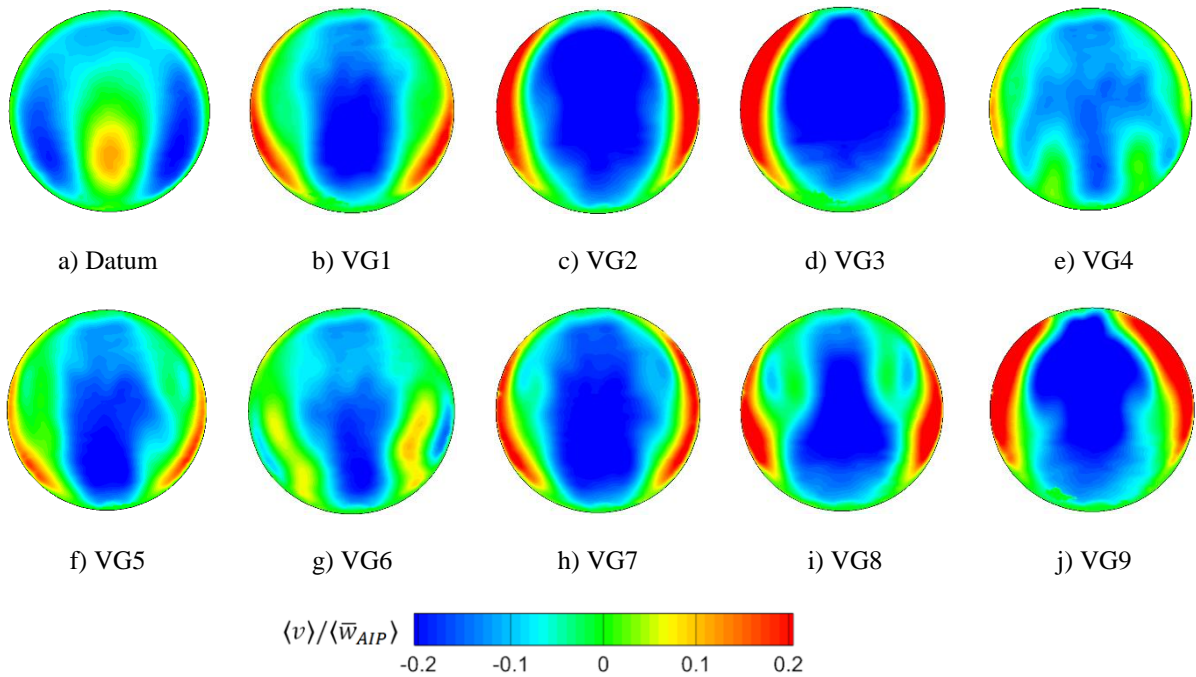 a) Datum b) VG1 c) VG2 d) VG3 e) VG4
f) VG5 g) VG6 h) VG7 i) VG8 j) VG9
⟨v⟩/⟨w̅_AIP⟩
-0.2 -0.1 0 0.1 0.2